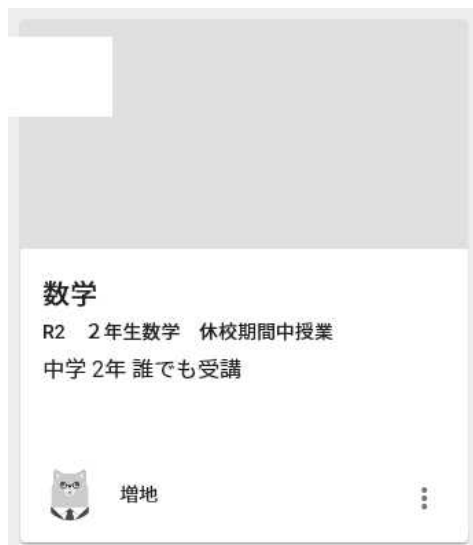 数学
R2　２年生数学　休校期間中授業
中学 2年 誰でも受講
増地